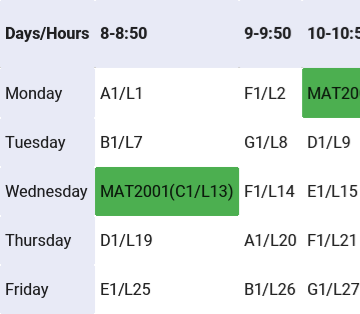 Days/Hours 8-8:50 9-9:50 10-10:5
Monday A1/L1 F1/L2 MAT20
Tuesday B1/L7 G1/L8 D1/L9
Wednesday MAT2001(C1/L13) F1/L14 E1/L15
Thursday D1/L19 A1/L20 F1/L21
Friday E1/L25 B1/L26 G1/L27